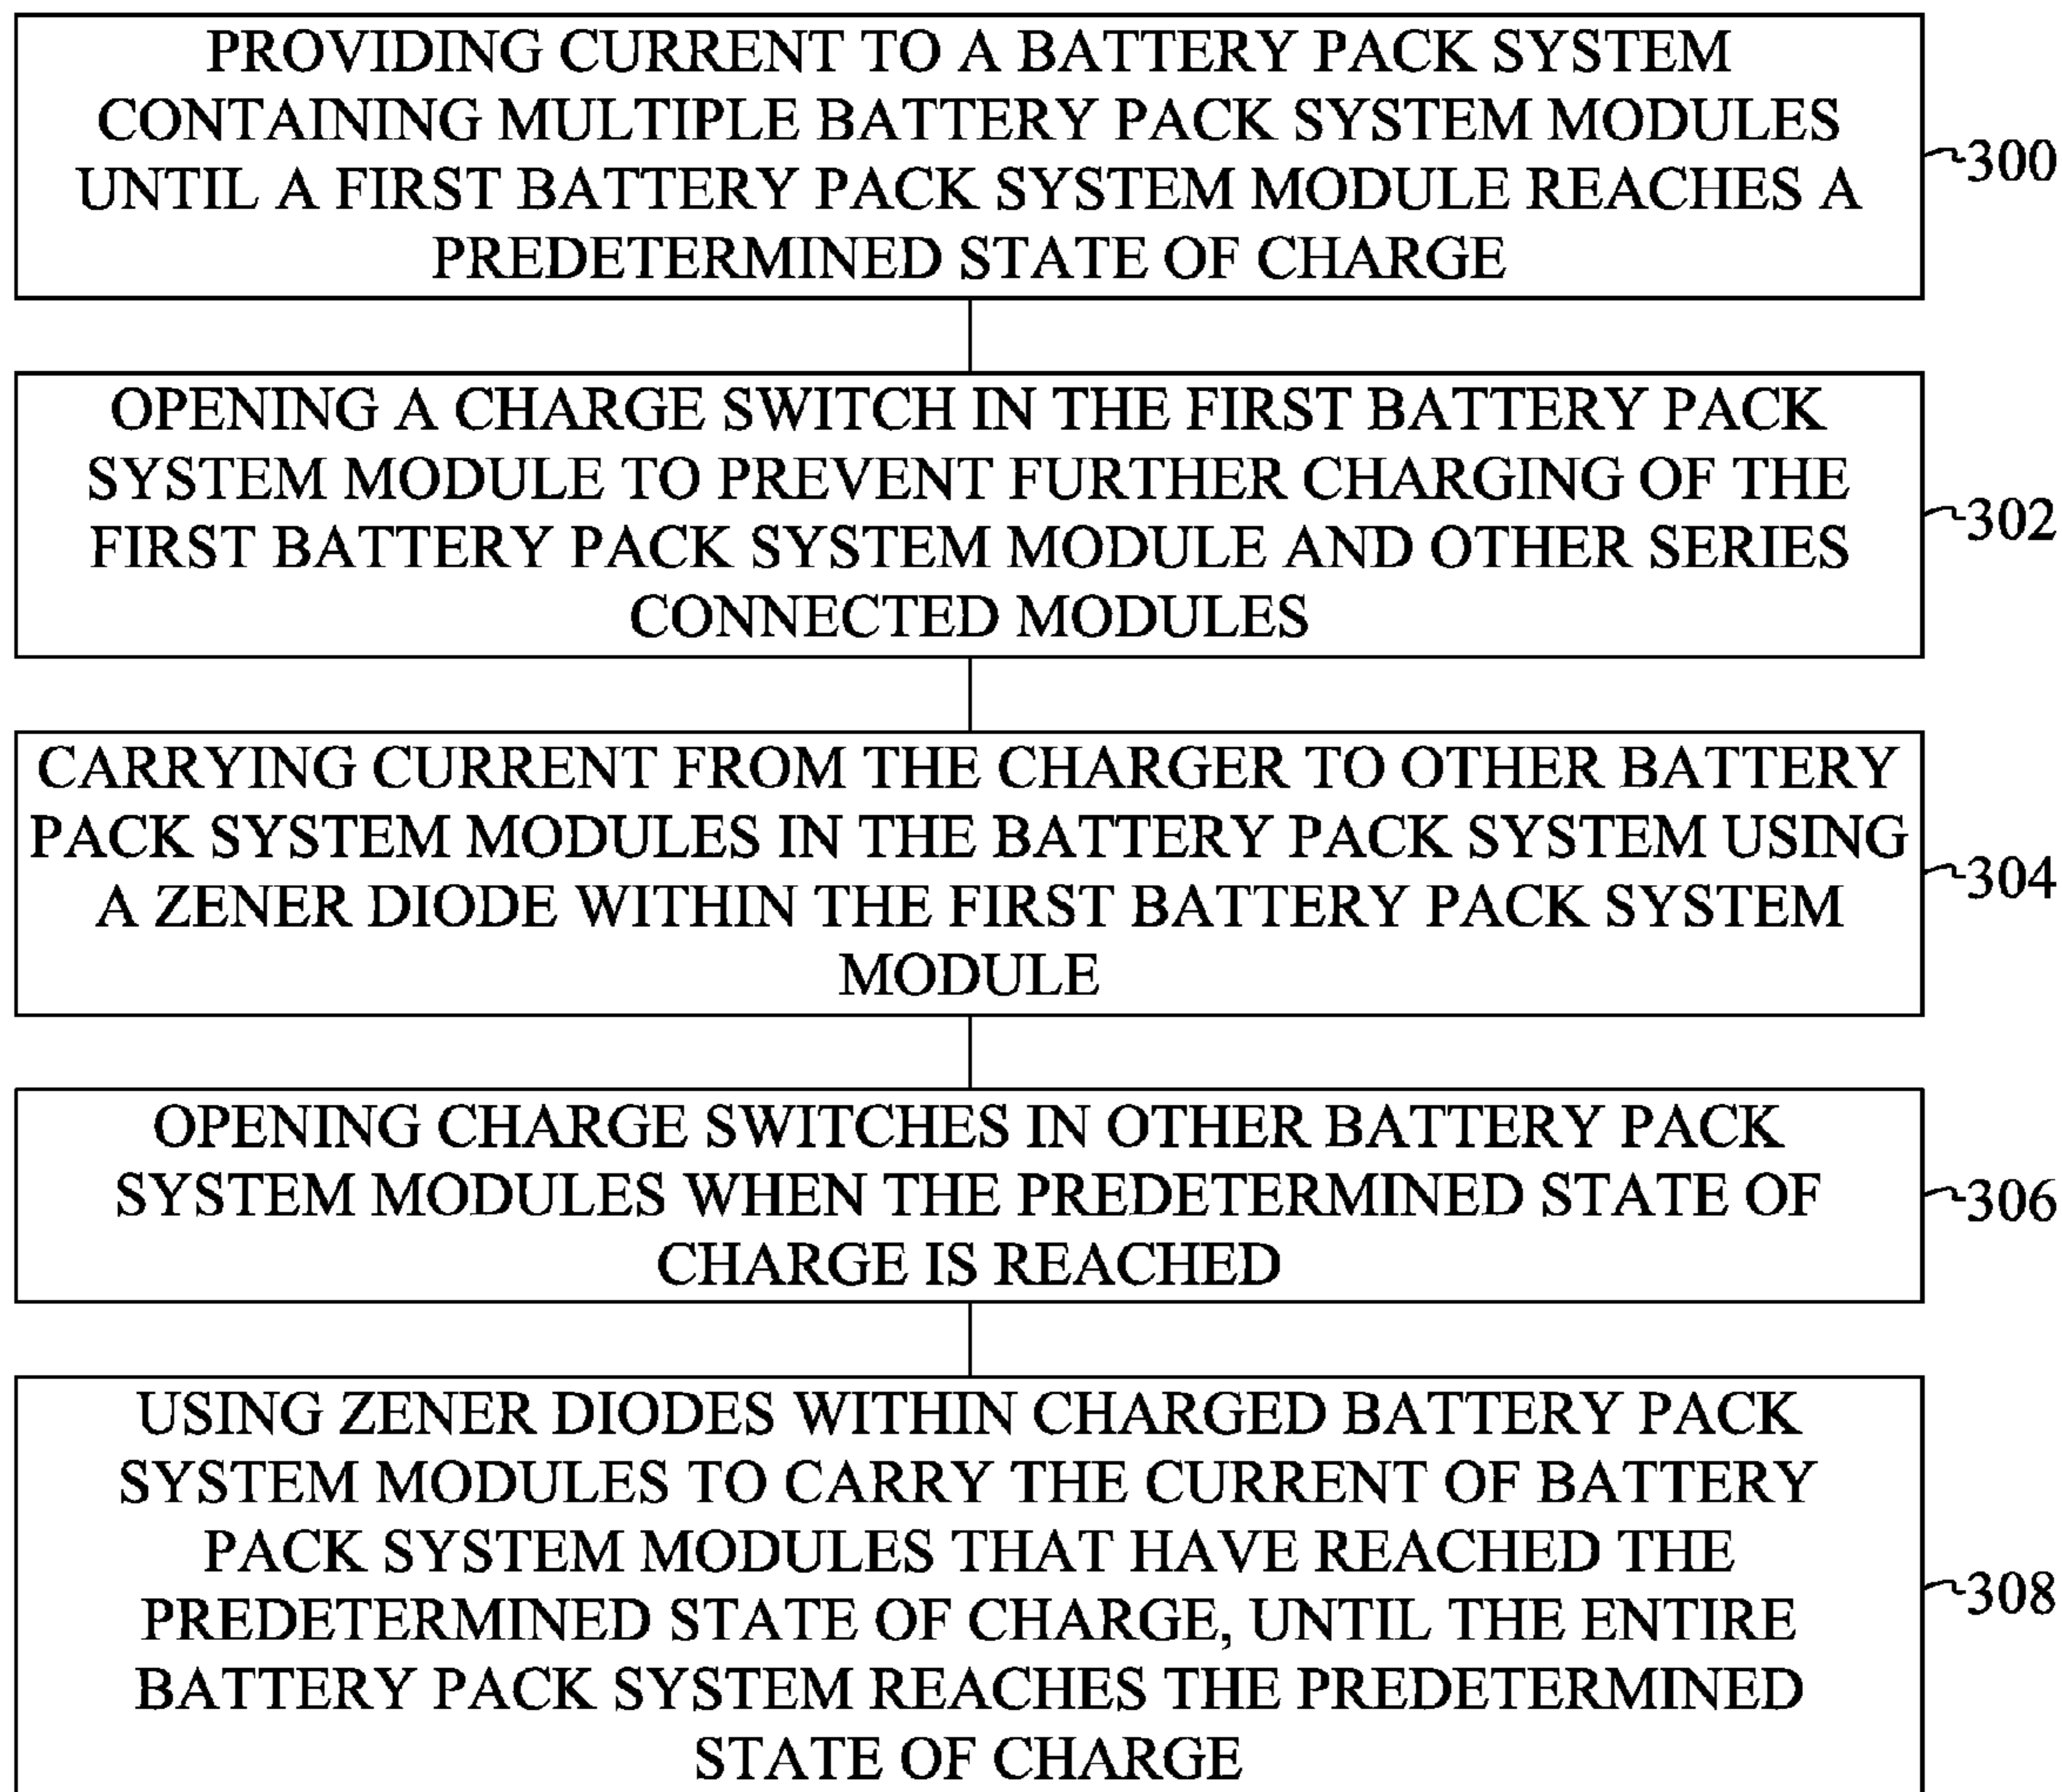 PROVIDING CURRENT TO A BATTERY PACK SYSTEM
CONTAINING MULTIPLE BATTERY PACK SYSTEM MODULES
UNTIL A FIRST BATTERY PACK SYSTEM MODULE REACHES A
PREDETERMINED STATE OF CHARGE
300
OPENING A CHARGE SWITCH IN THE FIRST BATTERY PACK
SYSTEM MODULE TO PREVENT FURTHER CHARGING OF THE
FIRST BATTERY PACK SYSTEM MODULE AND OTHER SERIES
CONNECTED MODULES
302
CARRYING CURRENT FROM THE CHARGER TO OTHER BATTERY
PACK SYSTEM MODULES IN THE BATTERY PACK SYSTEM USING
A ZENER DIODE WITHIN THE FIRST BATTERY PACK SYSTEM
MODULE
304
OPENING CHARGE SWITCHES IN OTHER BATTERY PACK
SYSTEM MODULES WHEN THE PREDETERMINED STATE OF
CHARGE IS REACHED
306
USING ZENER DIODES WITHIN CHARGED BATTERY PACK
SYSTEM MODULES TO CARRY THE CURRENT OF BATTERY
PACK SYSTEM MODULES THAT HAVE REACHED THE
PREDETERMINED STATE OF CHARGE, UNTIL THE ENTIRE
BATTERY PACK SYSTEM REACHES THE PREDETERMINED
STATE OF CHARGE
308